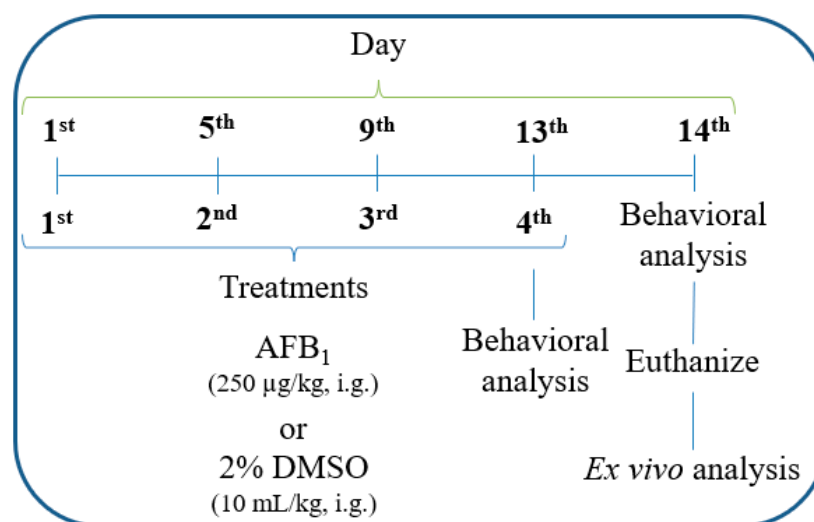 Day
1st 5th 9th 13th 14th
1st 2nd 3rd 4th
Behavioral
analysis
Treatments
AFB₁
(250 µg/kg, i.g.)
or
2% DMSO
(10 mL/kg, i.g.)
Behavioral
analysis
Euthanize
Ex vivo analysis